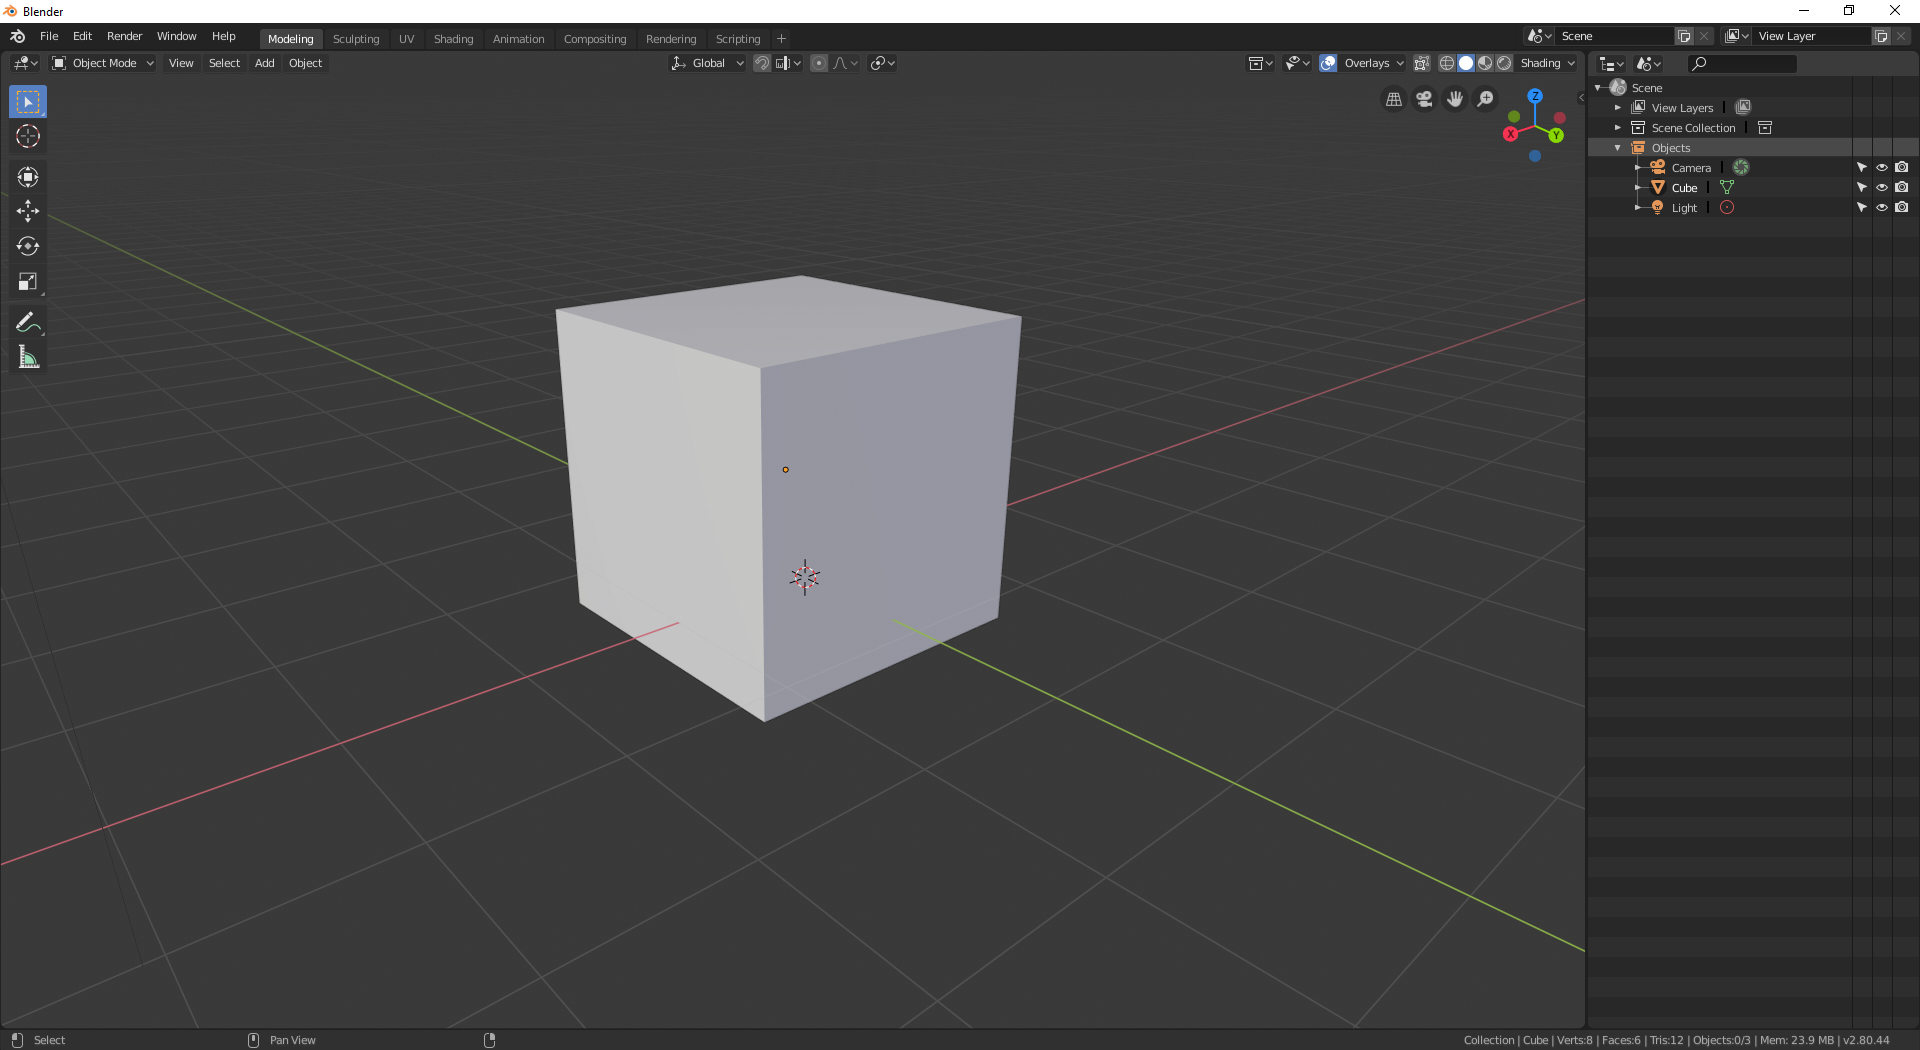 Blender
File Edit Render Window Help Modeling Sculpting UV Shading Animation Compositing Rendering Scripting + Scene View Layer
Object Mode View Select Add Object Global Overlays Shading
Z
X
Y
Scene
View Layers
Scene Collection
Objects
Camera
Cube
Light
Select Pan View Collection | Cube | Verts:8 | Faces:6 | Tris:12 | Objects:0/3 | Mem: 23.9 MB | v2.80.44